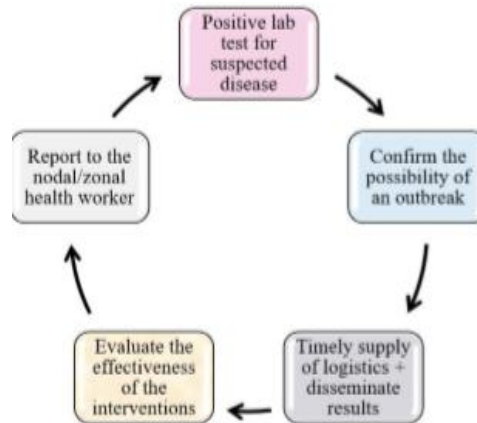 Positive lab
test for
suspected
disease
Confirm the
possibility of
an outbreak
Timely supply
of logistics +
disseminate
results
Evaluate the
effectiveness
of the
interventions
Report to the
nodal/zonal
health worker